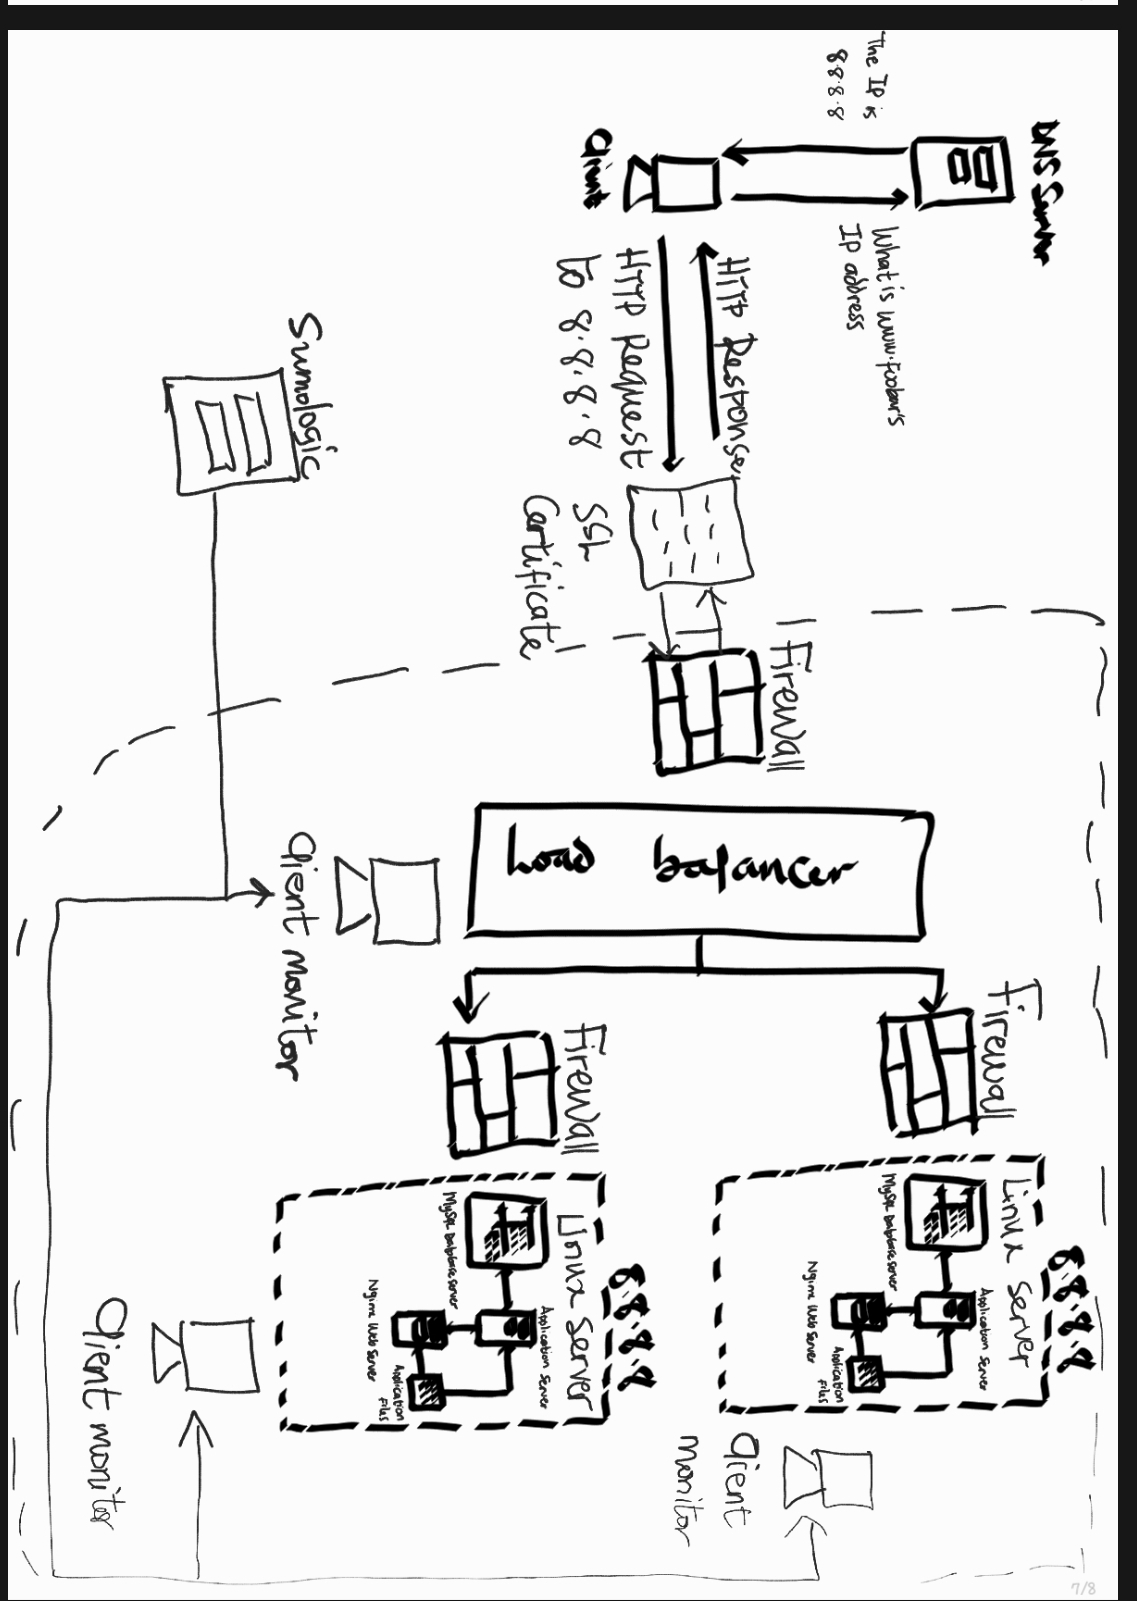 DNS Server
The IP is
8.8.8.8
What is www.foobar's
IP address
HTTP Response
HTTP Request
to 8.8.8.8
Client
SSL
Certificate
Firewall
Load balancer
Firewall
8.8.8.8
Linux Server
Application Server
MySQL Database server
Application
Files
Nginx Web Server
Client
monitor
Firewall
8.8.8.8
Linux Server
Application Server
MySQL Database server
Application
Files
Nginx Web Server
Client monitor
Sumologic
Client monitor
7/8